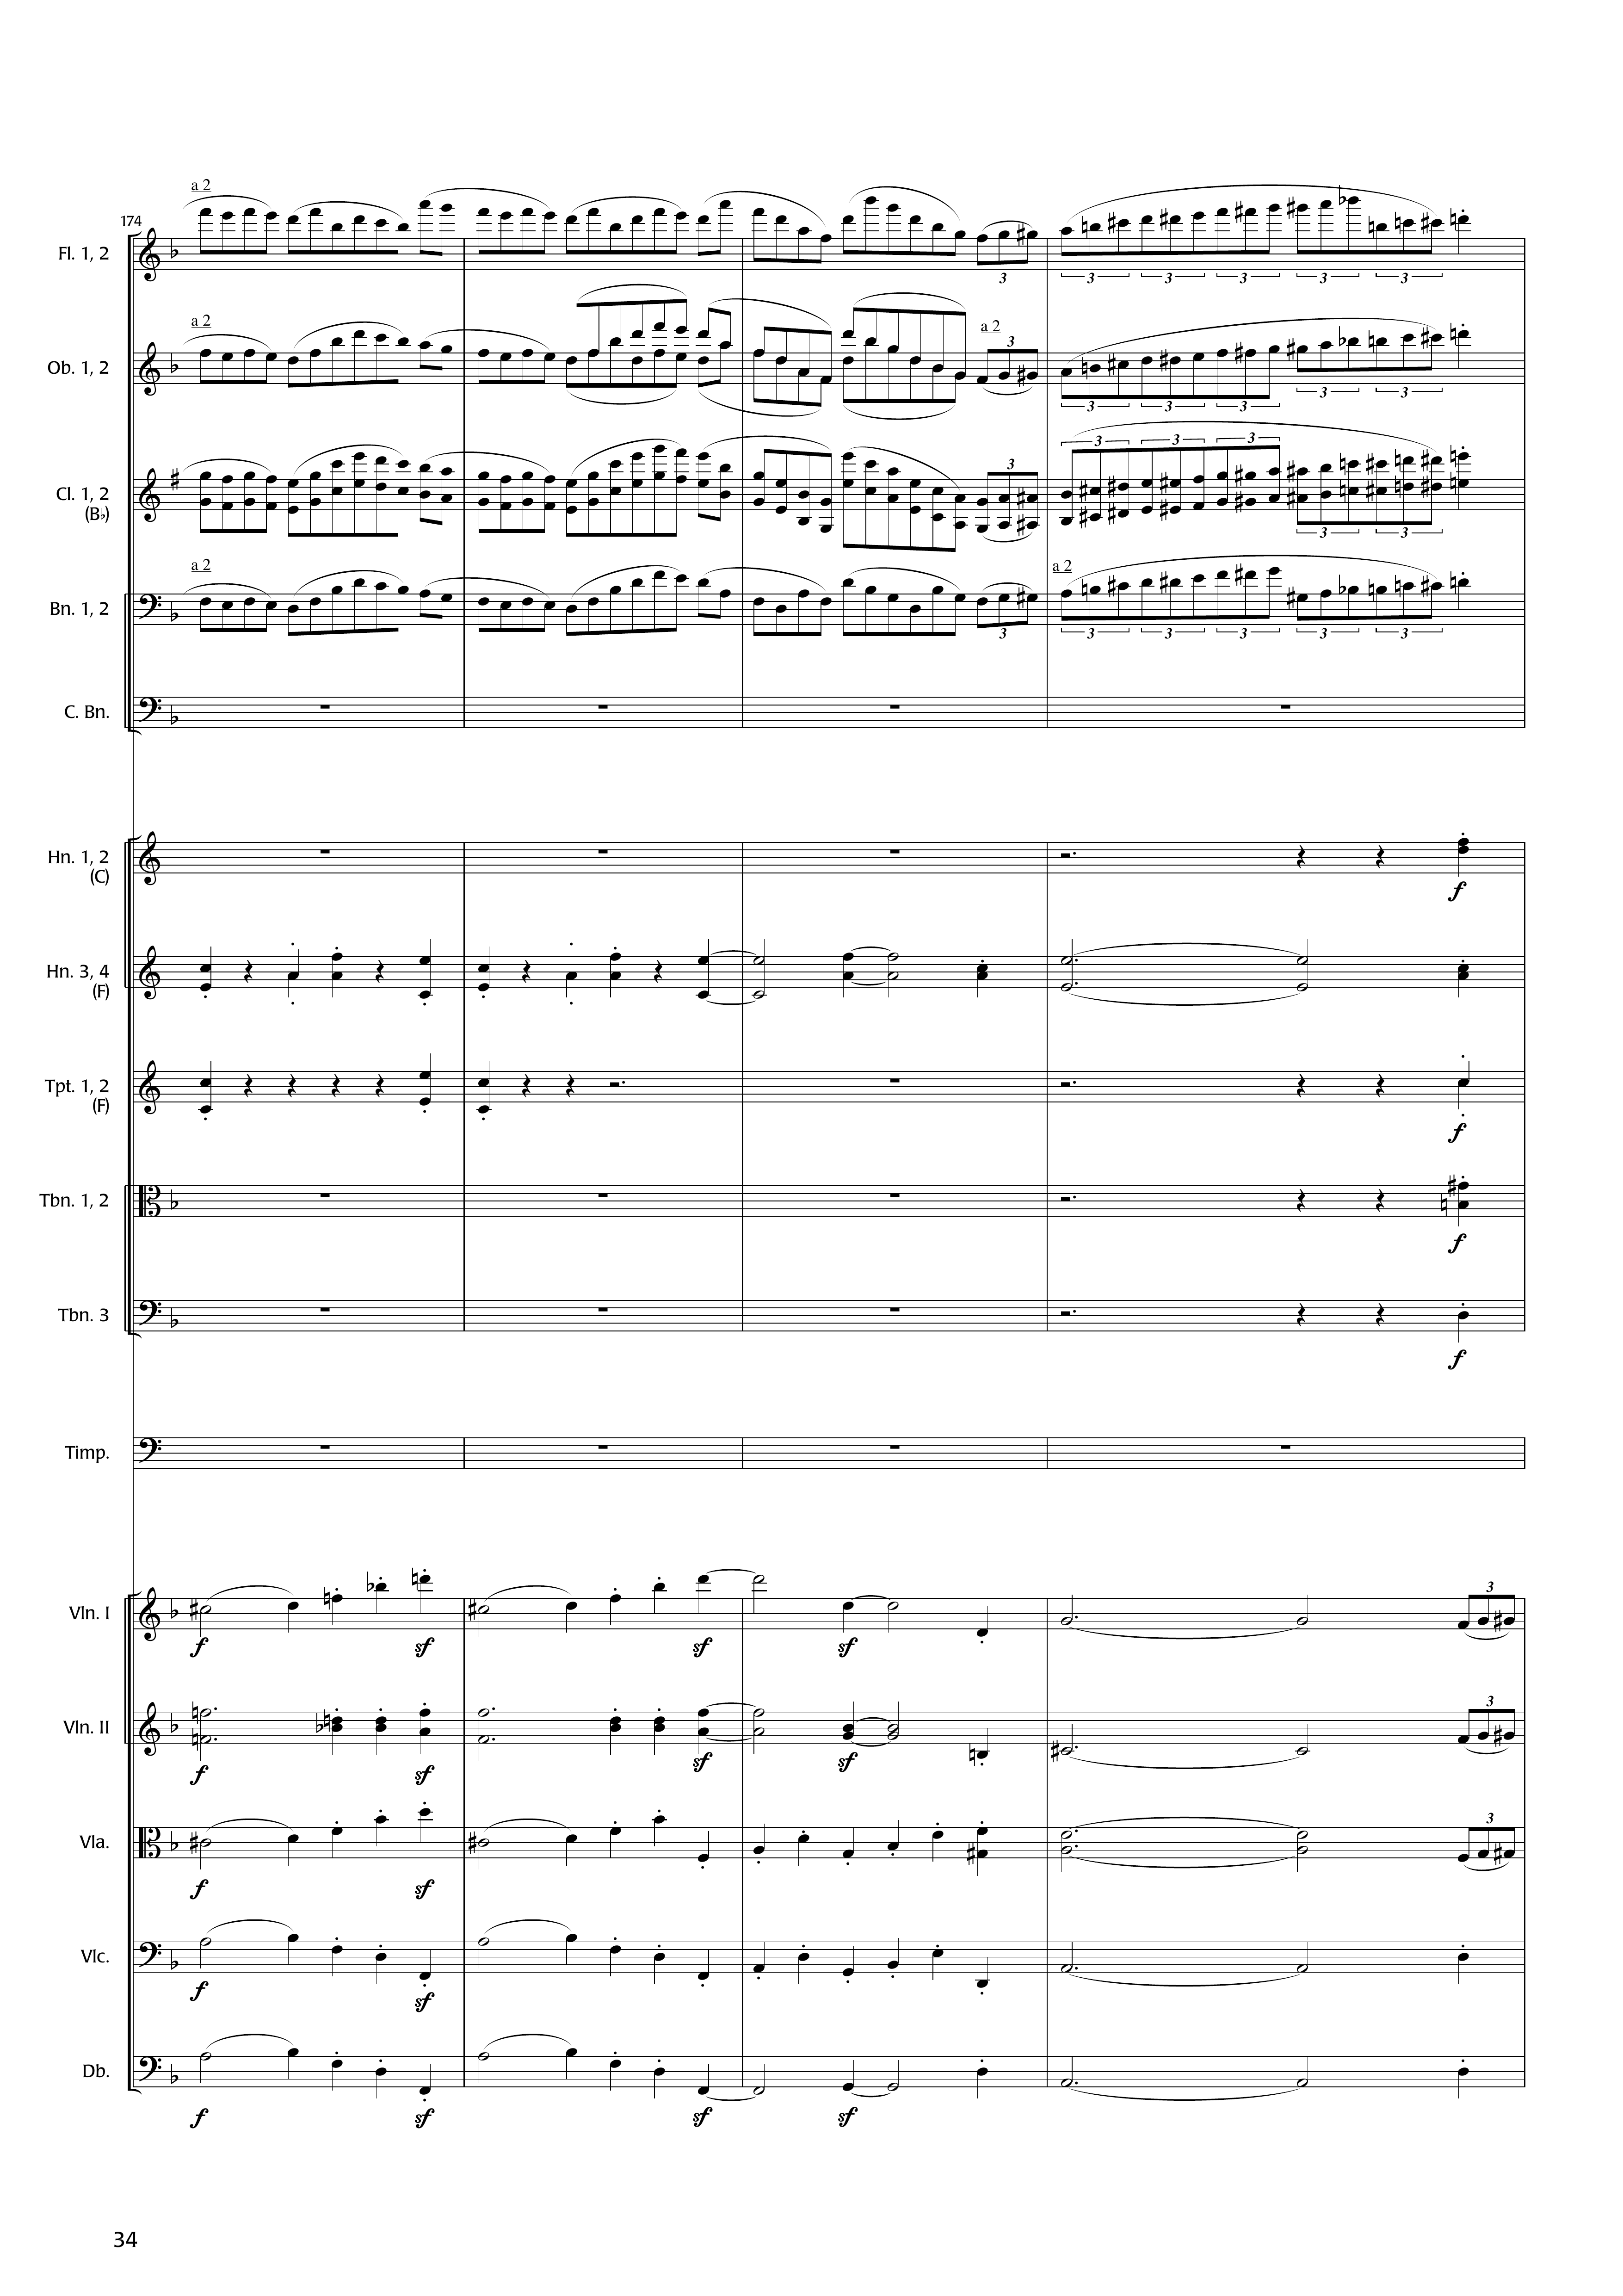 a 2
174
Fl. 1, 2
3
3 3 3 3 3
a 2
a 2
3
Ob. 1, 2
3 3 3 3 3
3 3 3
3
Cl. 1, 2
(B♭)
3 3
a 2
a 2
Bn. 1, 2
3
3 3 3 3 3
C. Bn.
Hn. 1, 2
(C)
f
Hn. 3, 4
(F)
Tpt. 1, 2
(F)
f
Tbn. 1, 2
f
Tbn. 3
f
Timp.
3
Vln. I
f sf sf sf
3
Vln. II
f sf sf sf
3
Vla.
f sf
Vlc.
f sf
Db.
f sf sf sf
34